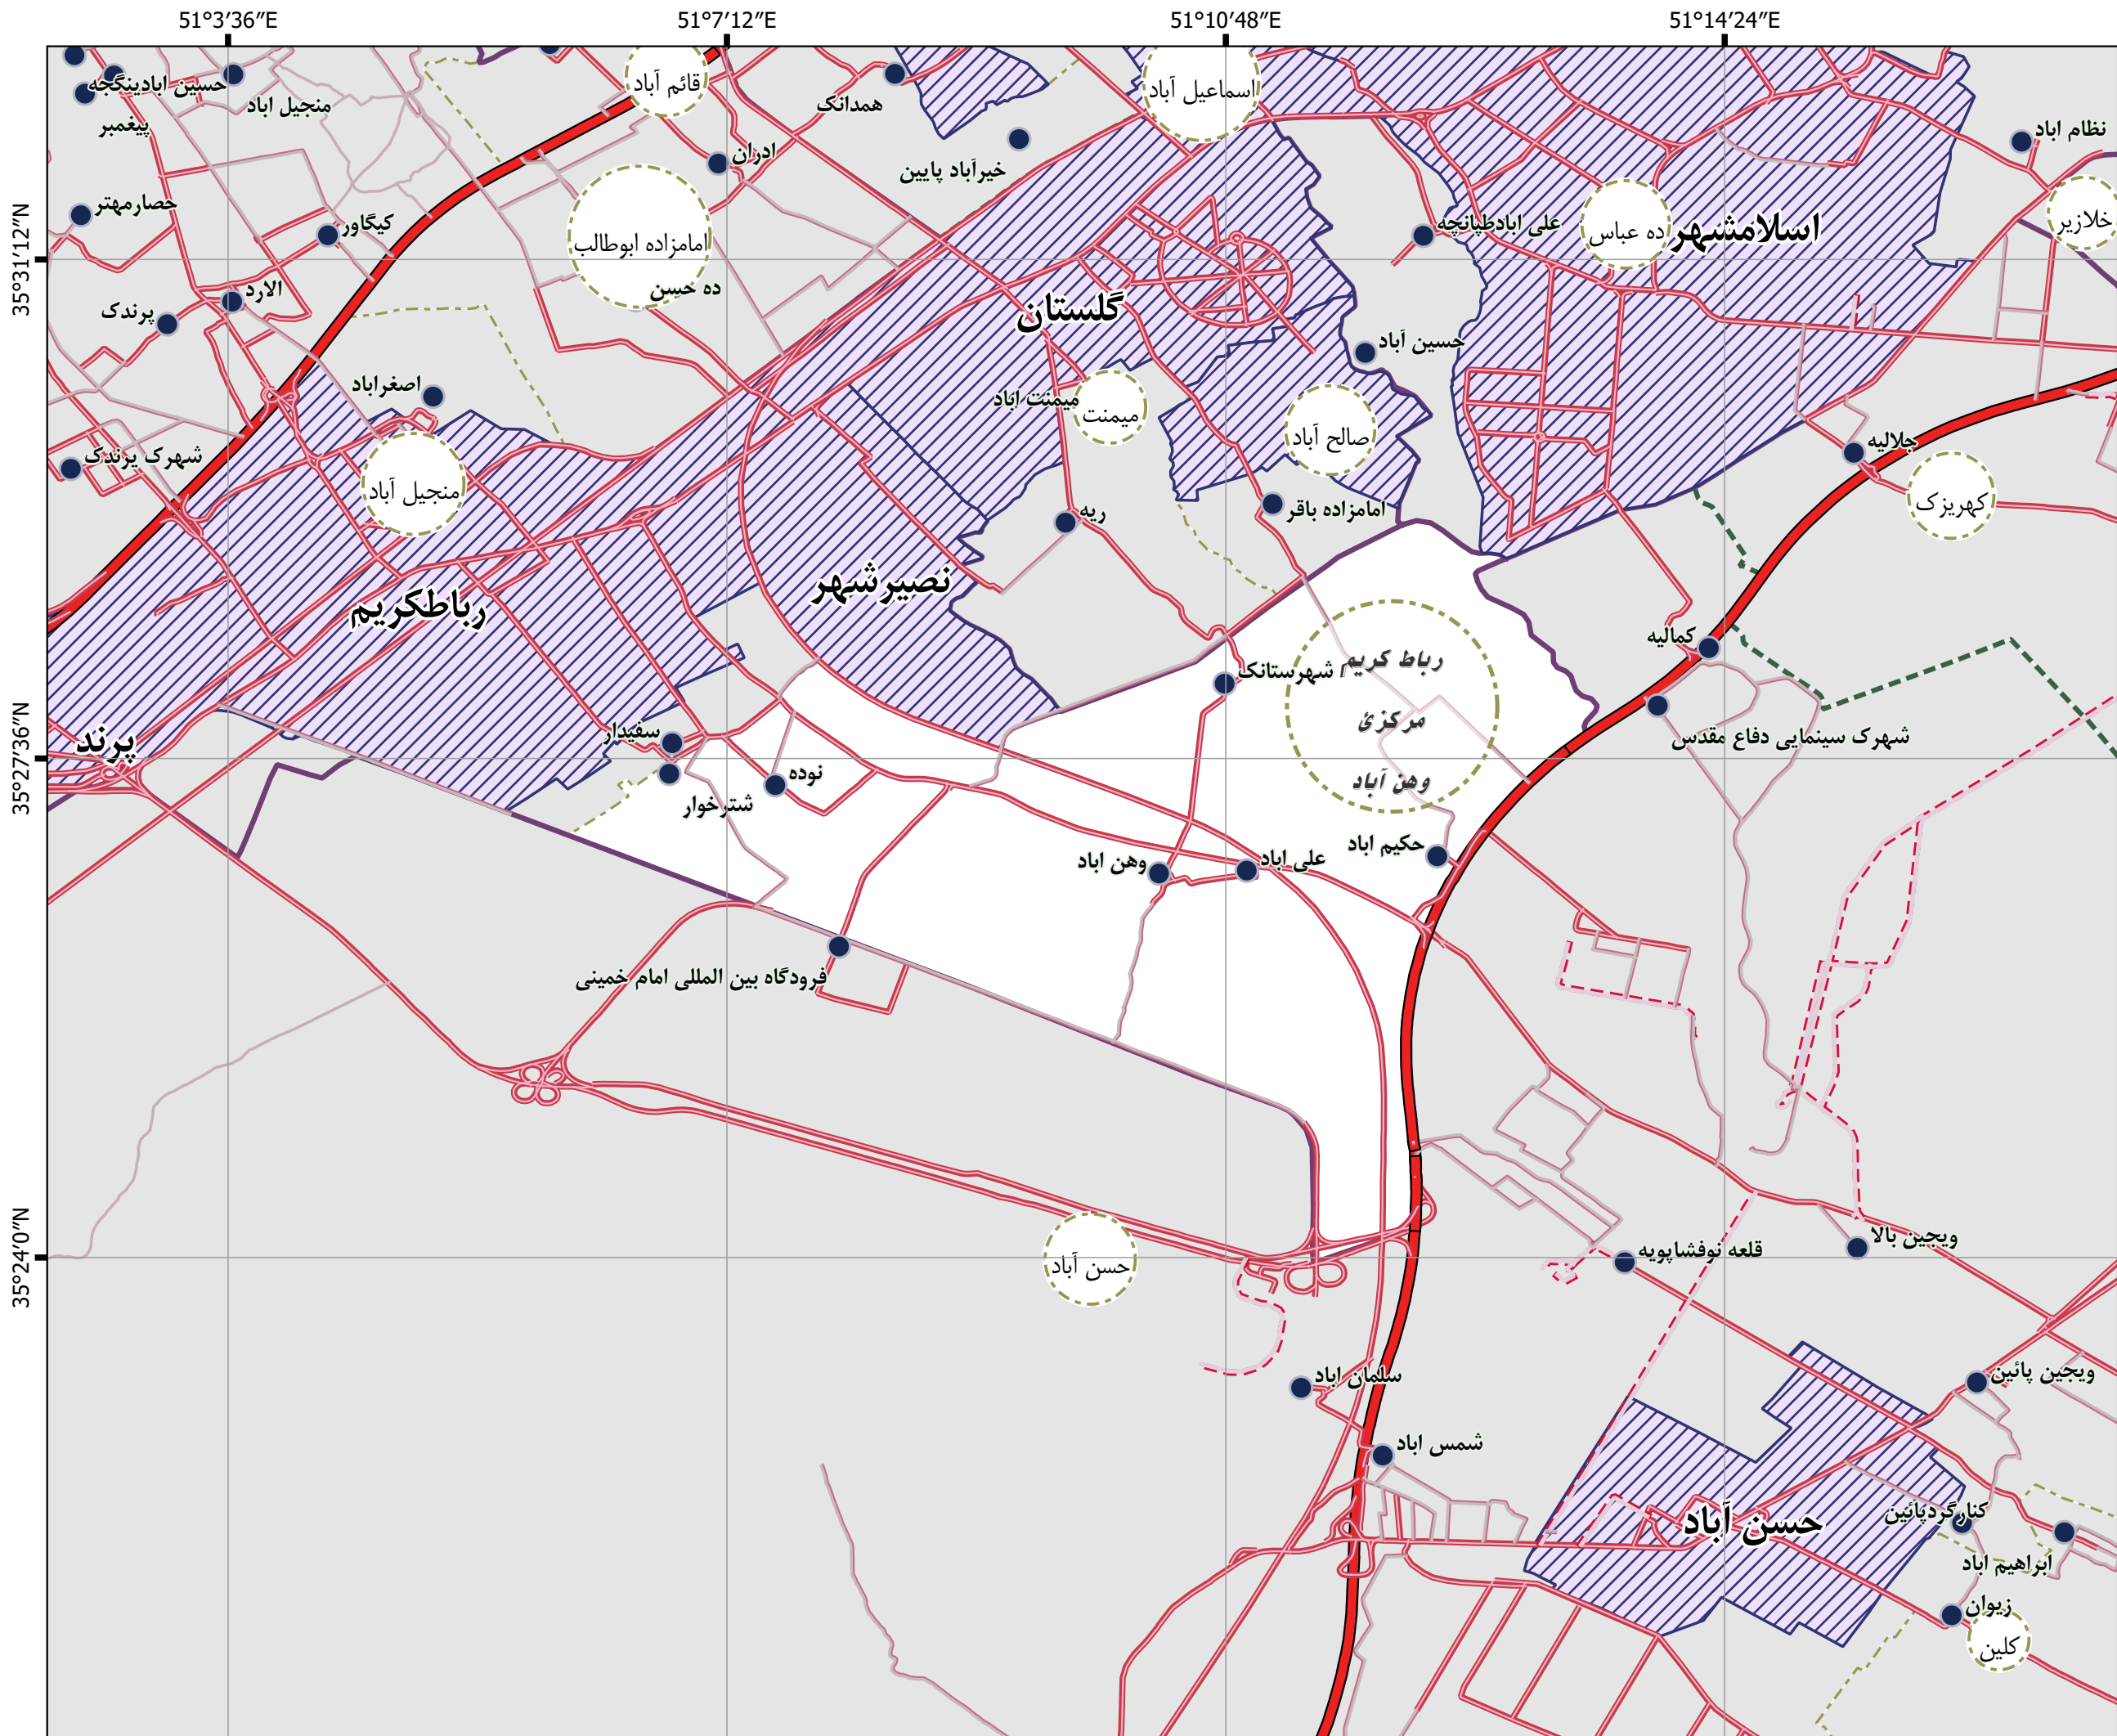 51°3′36″E
51°7′12″E
51°10′48″E
51°14′24″E
35°31′12″N
35°27′36″N
35°24′0″N
حسین ابادینگجه
منجیل اباد
پیغمبر
قائم آباد
همدانک
اسماعیل آباد
نظام اباد
ادران
خیرآباد پایین
حصارمهتر
کیگاور
امامزاده ابوطالب
علی ابادطپانچه
ده عباس
اسلامشهر
خلازیر
الارد
ده حسن
پرندک
گلستان
حسین آباد
اصغراباد
میمنت اباد
میمنت
صالح آباد
جلالیه
شهرک پرندک
منجیل آباد
ریه
امامزاده باقر
کهریزک
نصیرشهر
رباطکریم
کمالیه
شهرستانک
رباط کریم
مرکزئ
وهن آباد
پرند
سفیدار
شهرک سینمایی دفاع مقدس
نوده
شترخوار
حکیم اباد
وهن اباد
علی اباد
فرودگاه بین المللی امام خمینی
حسن آباد
قلعه نوفشاپویه
ویجین بالا
سلمان اباد
ویجین پائین
شمس اباد
حسن آباد
کنارگردپائین
ابراهیم اباد
زیوان
کلین